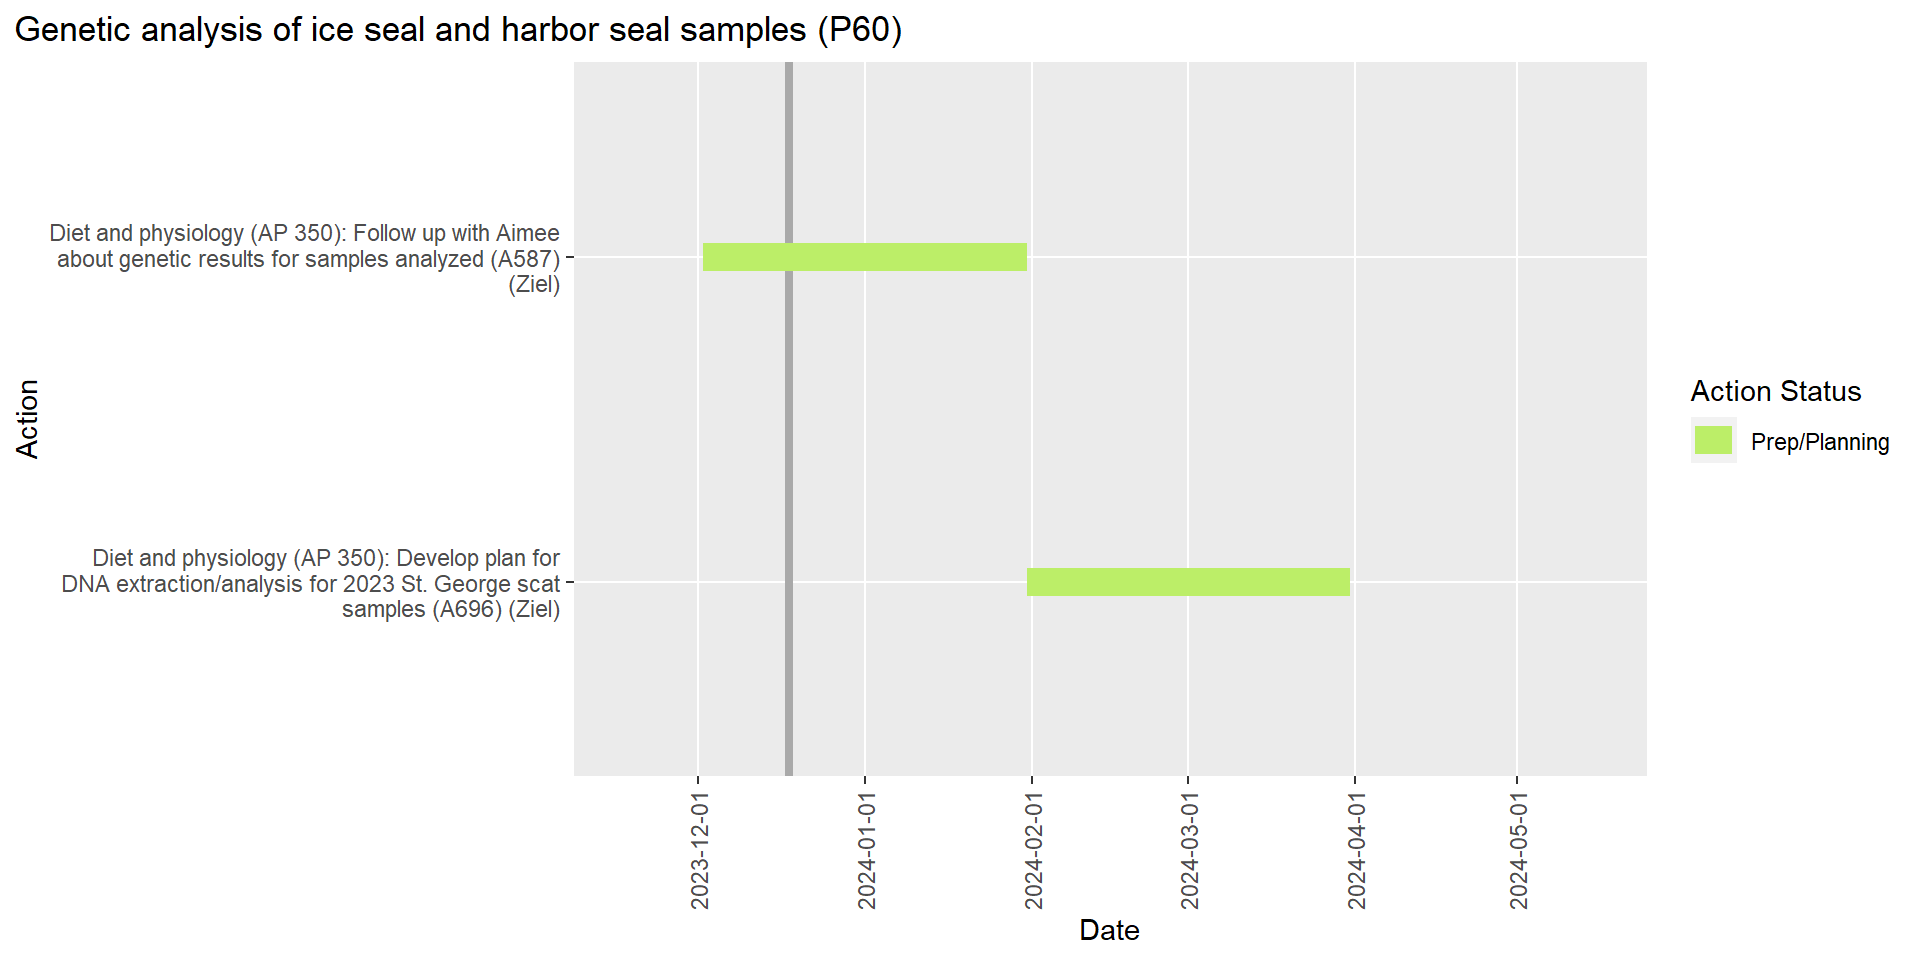 Genetic analysis of ice seal and harbor seal samples (P60)
Diet and physiology (AP 350): Follow up with Aimee
about genetic results for samples analyzed (A587)
(Ziel)
Diet and physiology (AP 350): Develop plan for
DNA extraction/analysis for 2023 St. George scat
samples (A696) (Ziel)
Action
2023-12-01
2024-01-01
2024-02-01
2024-03-01
2024-04-01
2024-05-01
Date
Action Status
Prep/Planning